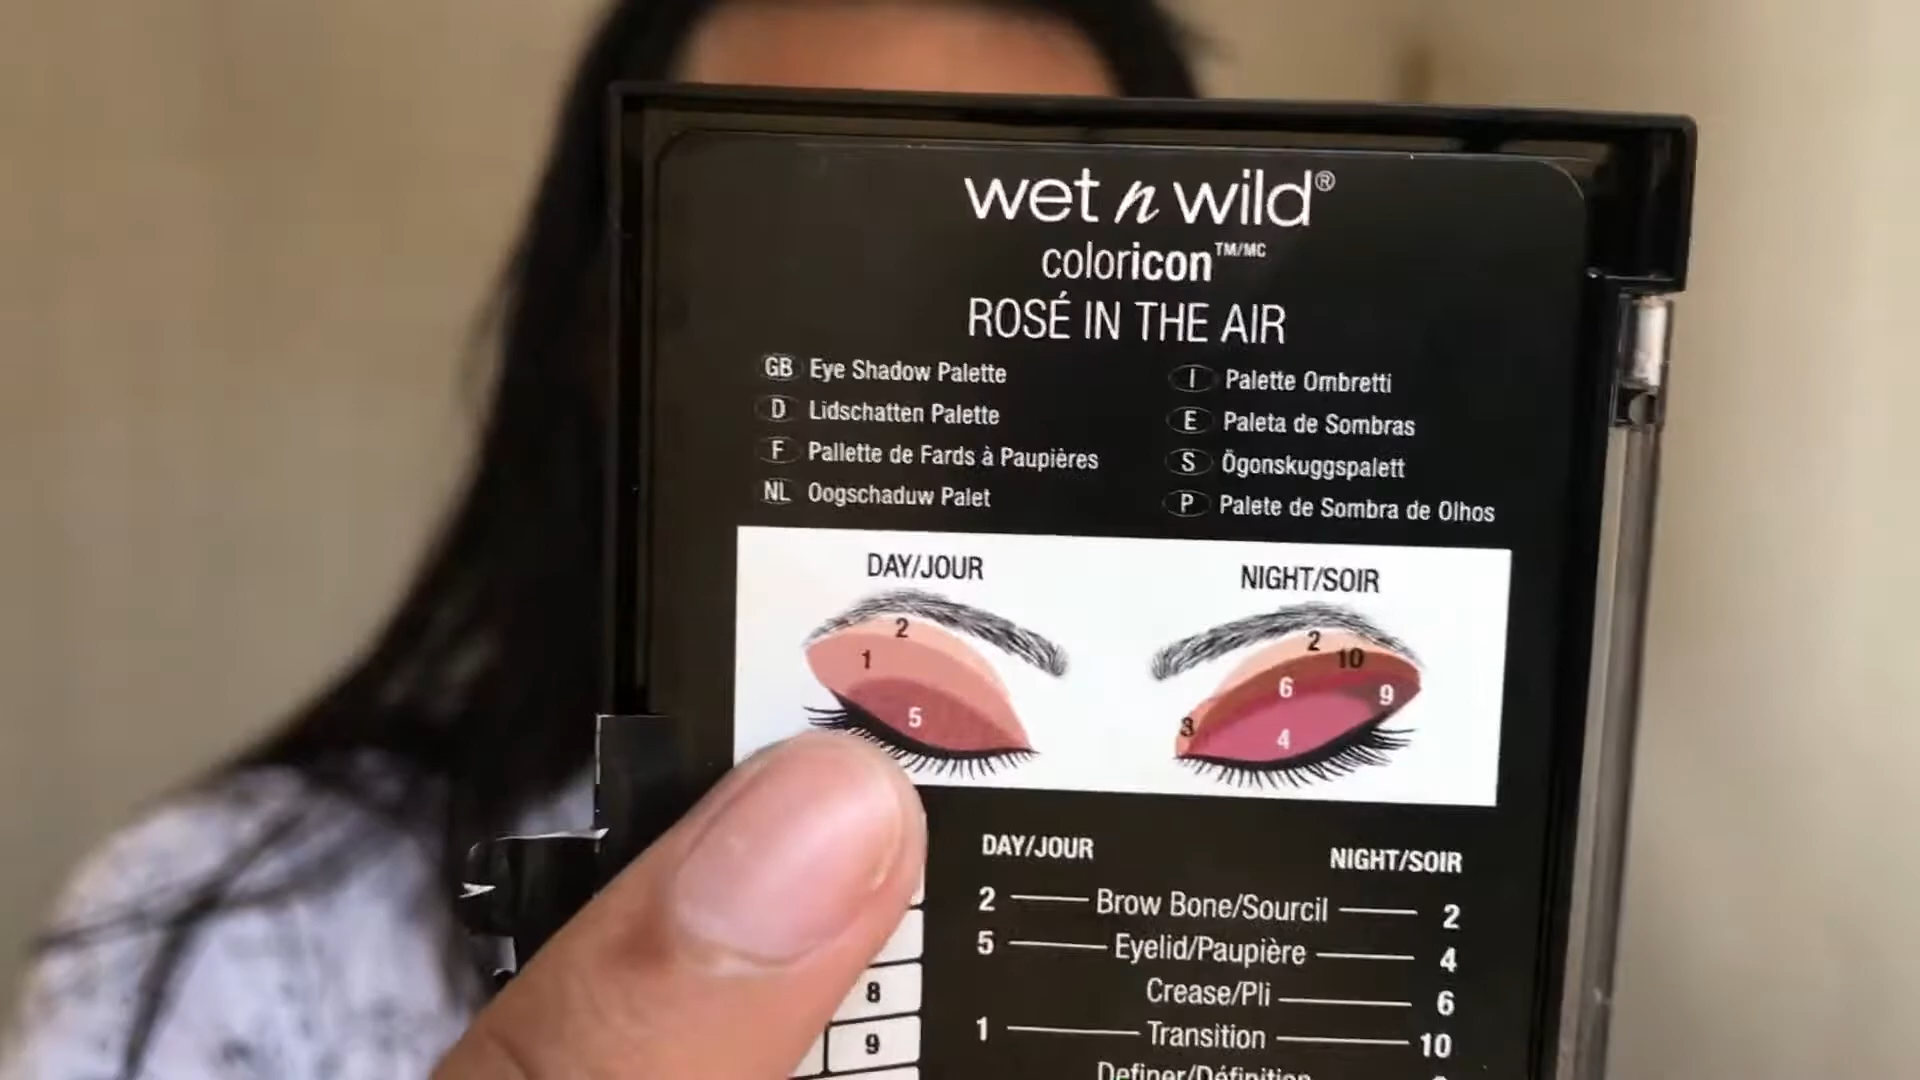 wet n wild®
coloricon™/MC
ROSÉ IN THE AIR
GB Eye Shadow Palette
D Lidschatten Palette
F Pallette de Fards à Paupières
NL Oogschaduw Palet
I Palette Ombretti
E Paleta de Sombras
S Ögonskuggspalett
P Palete de Sombra de Olhos
DAY/JOUR
2
1
5
NIGHT/SOIR
2
10
6
9
3
4
DAY/JOUR NIGHT/SOIR
2 Brow Bone/Sourcil 2
5 Eyelid/Paupière 4
Crease/Pli 6
1 Transition 10
Definer/Définition
8
9